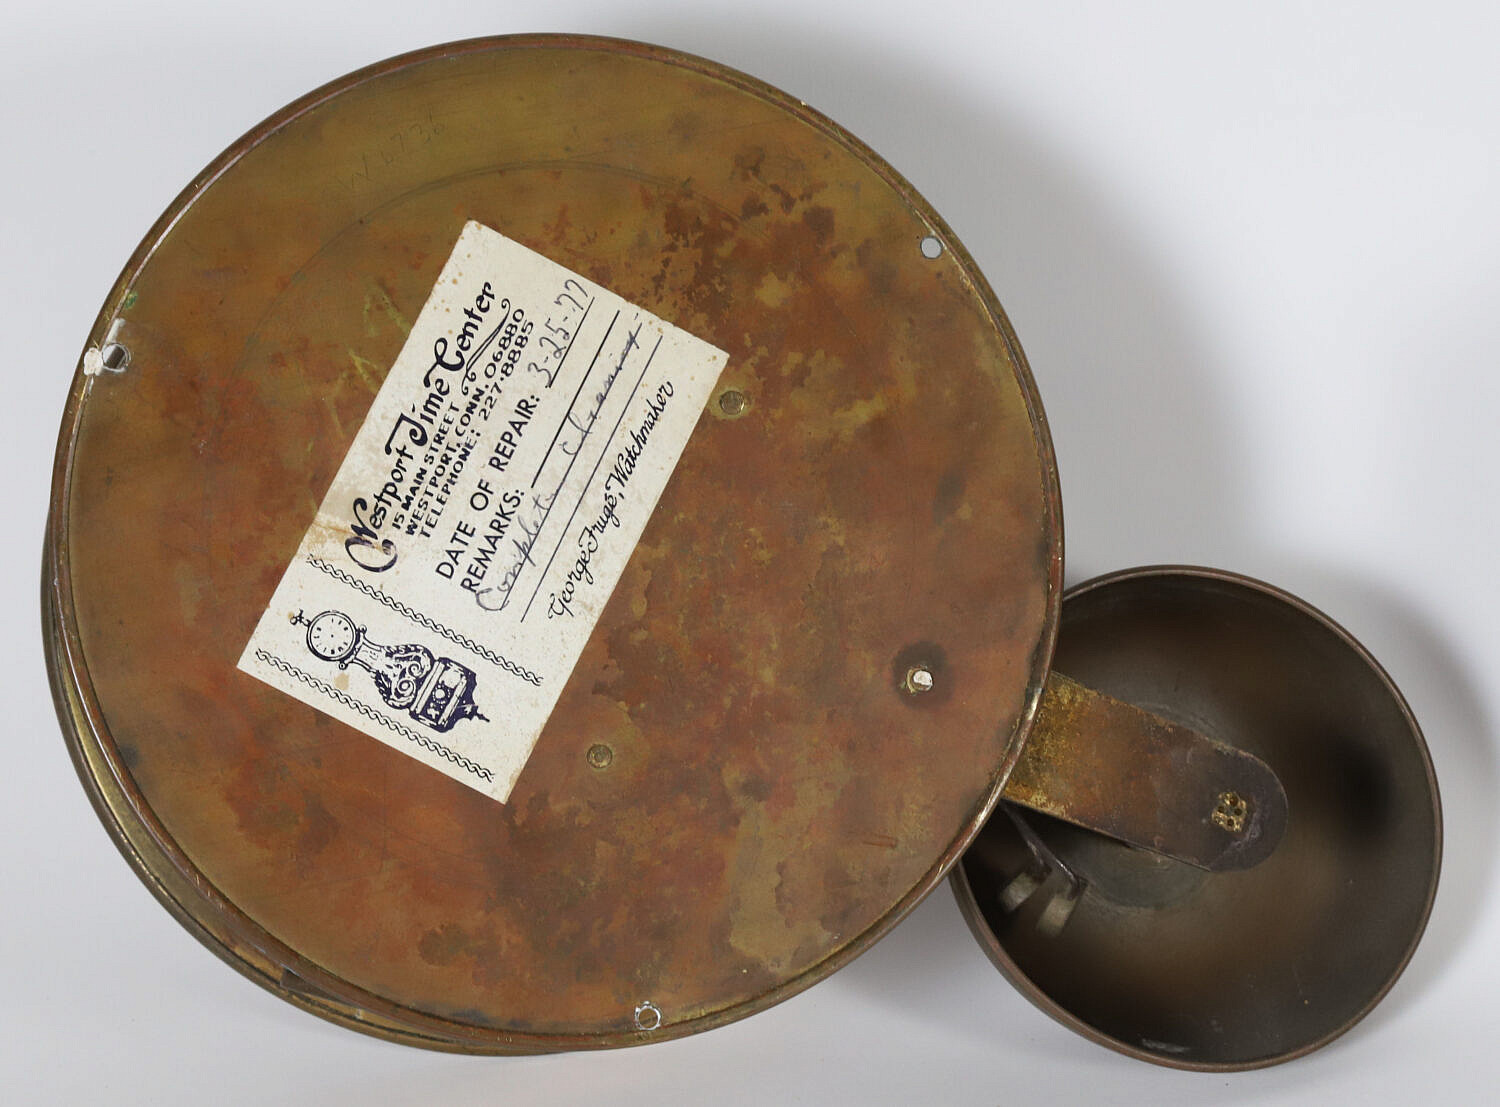 W 6736
Westport Time Center
15 MAIN STREET
WESTPORT, CONN. 06880
TELEPHONE: 227-8885
DATE OF REPAIR: 3-25-77
REMARKS:
Complete cleaning
George Frugé, Watchmaker